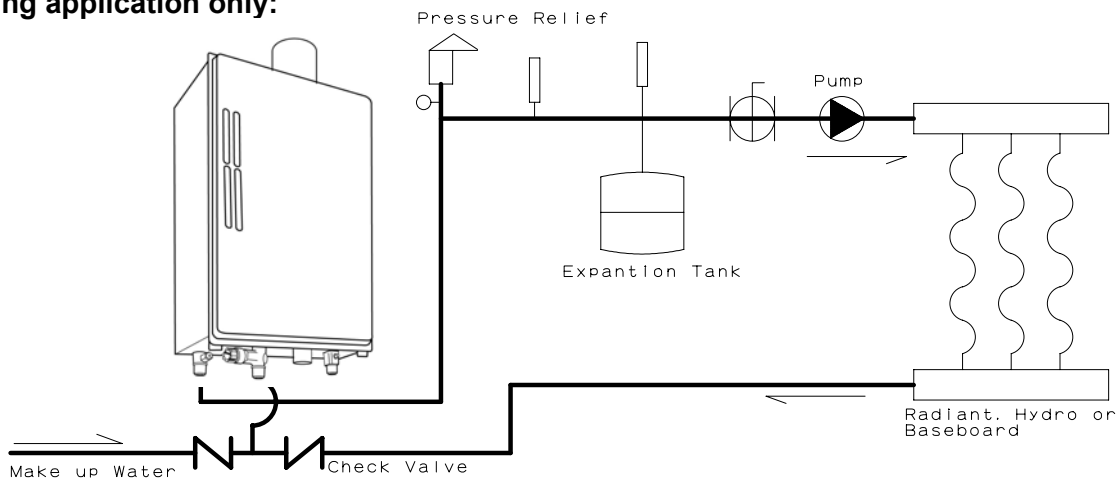 ng application only:
Pressure Relief
Pump
Expantion Tank
Radiant. Hydro or
Baseboard
Check Valve
Make up Water